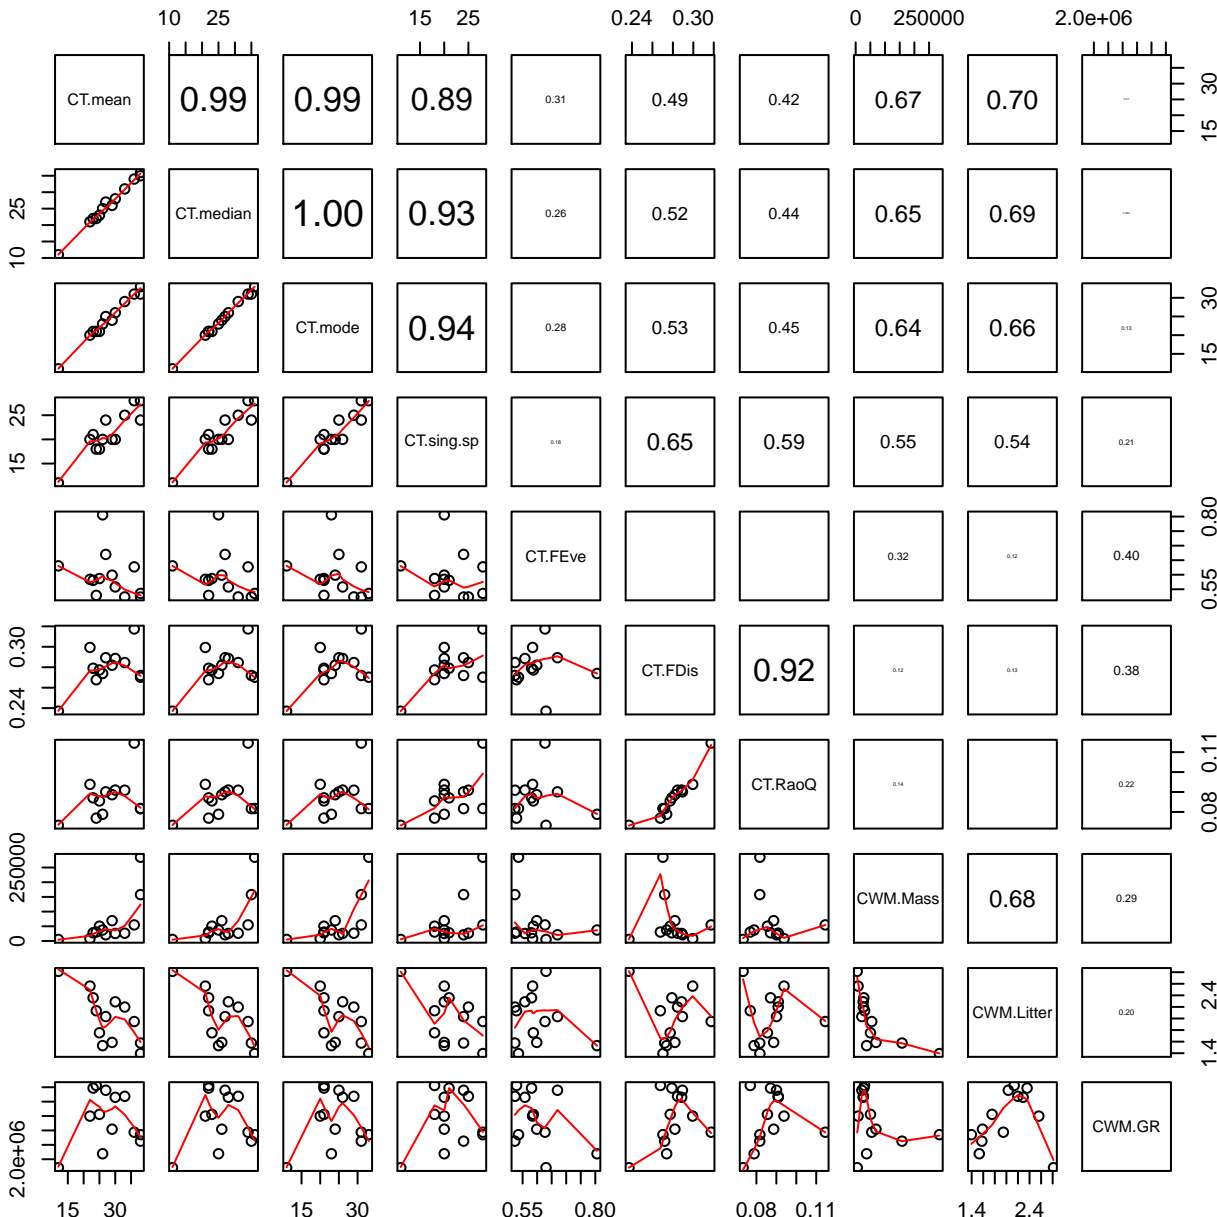 10 25 15 25 0.24 0.30 0 250000 2.0e+06
CT.mean 0.99 0.99 0.89 0.31 0.49 0.42 0.67 0.70 15 30
10 25 CT.median 1.00 0.93 0.26 0.52 0.44 0.65 0.69
CT.mode 0.94 0.28 0.53 0.45 0.64 0.66 0.13 15 30
15 25 CT.sing.sp 0.18 0.65 0.59 0.55 0.54 0.21
CT.FEve 0.32 0.12 0.40 0.55 0.80
0.24 0.30 CT.FDis 0.92 0.12 0.13 0.38
CT.RaoQ 0.14 0.22 0.08 0.11
0 250000 CWM.Mass 0.68 0.29
CWM.Litter 0.20 1.4 2.4
2.0e+06 CWM.GR
15 30 0.55 0.80 0.08 0.11 1.4 2.4